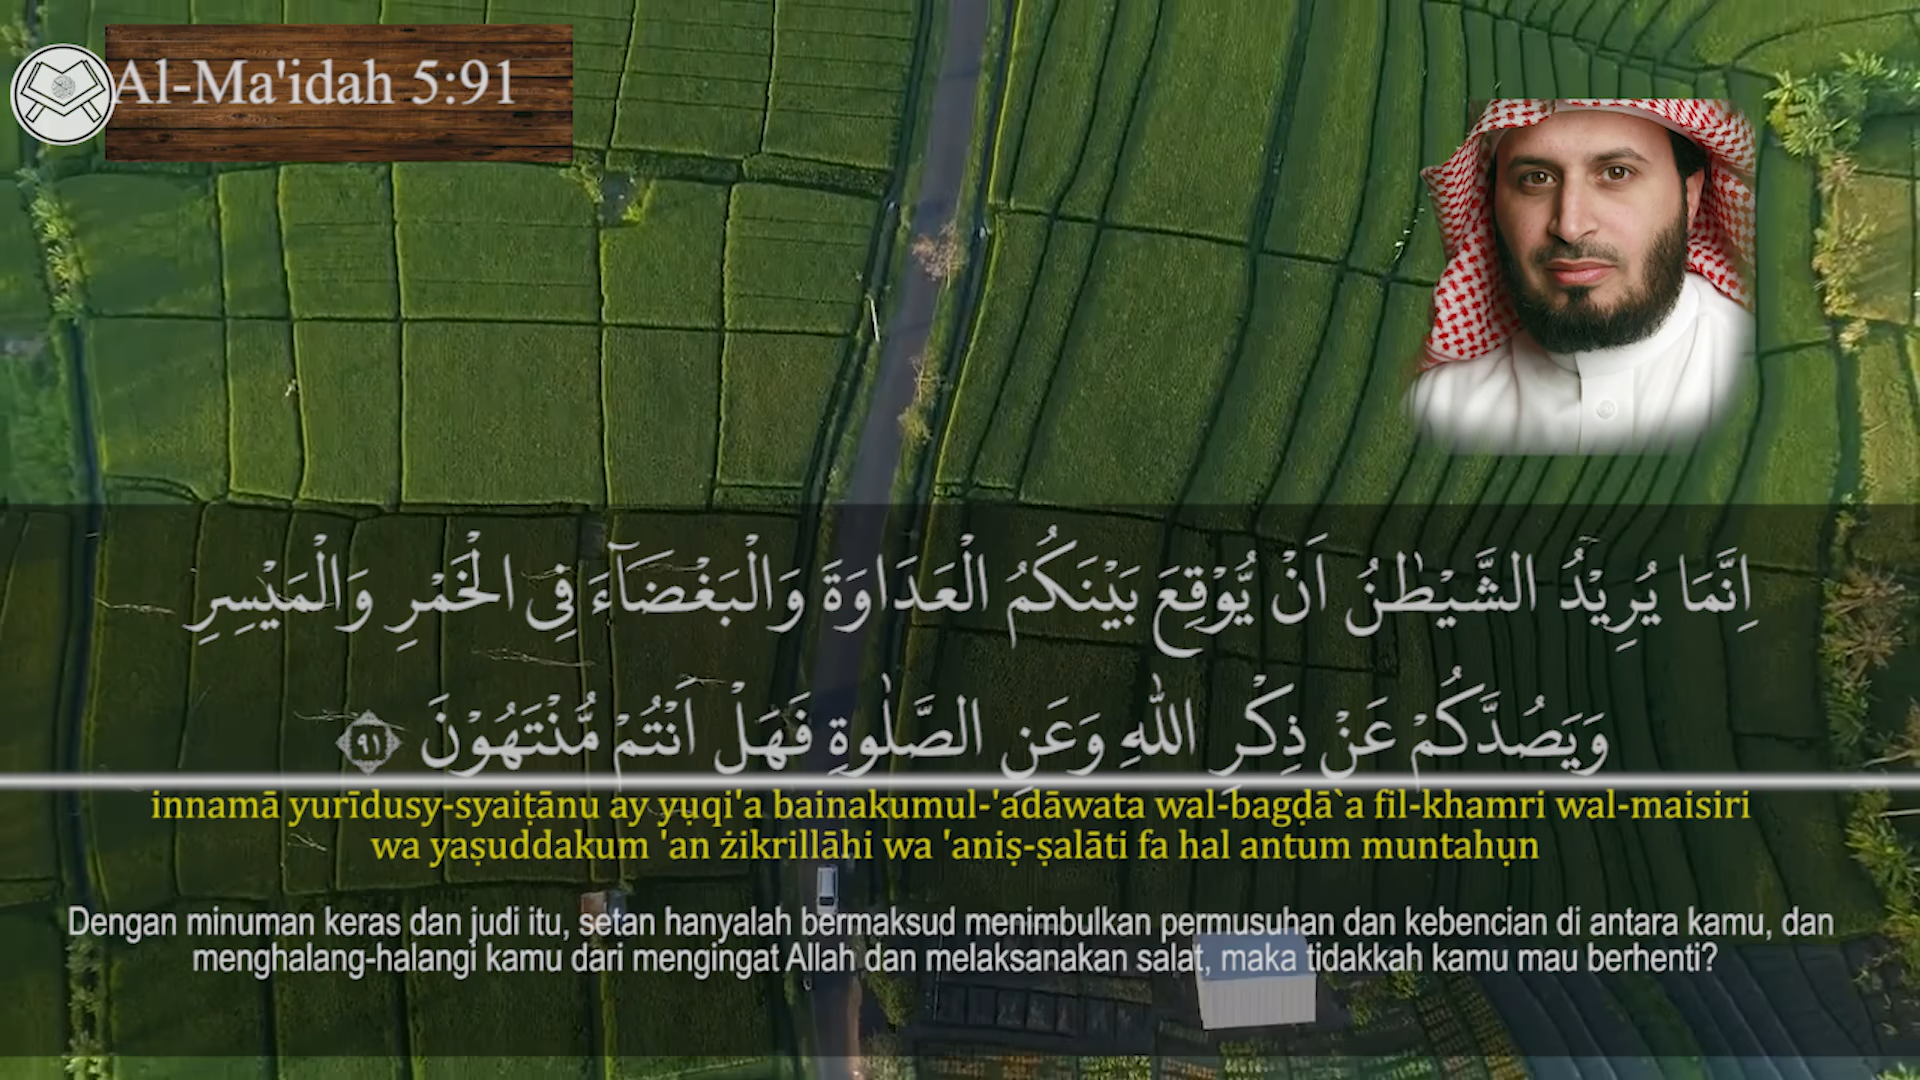 Al-Ma'idah 5:91
اِنَّمَا يُرِيْدُ الشَّيْطٰنُ اَنْ يُّوْقِعَ بَيْنَكُمُ الْعَدَاوَةَ وَالْبَغْضَاۤءَ فِى الْخَمْرِ وَالْمَيْسِرِ
وَيَصُدَّكُمْ عَنْ ذِكْرِ اللّٰهِ وَعَنِ الصَّلٰوةِ فَهَلْ اَنْتُمْ مُّنْتَهُوْنَ ٩١
innamā yurīdusy-syaiṭānu ay yụqi'a bainakumul-'adāwata wal-bagḍā`a fil-khamri wal-maisiri
wa yaṣuddakum 'an żikrillāhi wa 'aniṣ-ṣalāti fa hal antum muntahụn
Dengan minuman keras dan judi itu, setan hanyalah bermaksud menimbulkan permusuhan dan kebencian di antara kamu, dan
menghalang-halangi kamu dari mengingat Allah dan melaksanakan salat, maka tidakkah kamu mau berhenti?